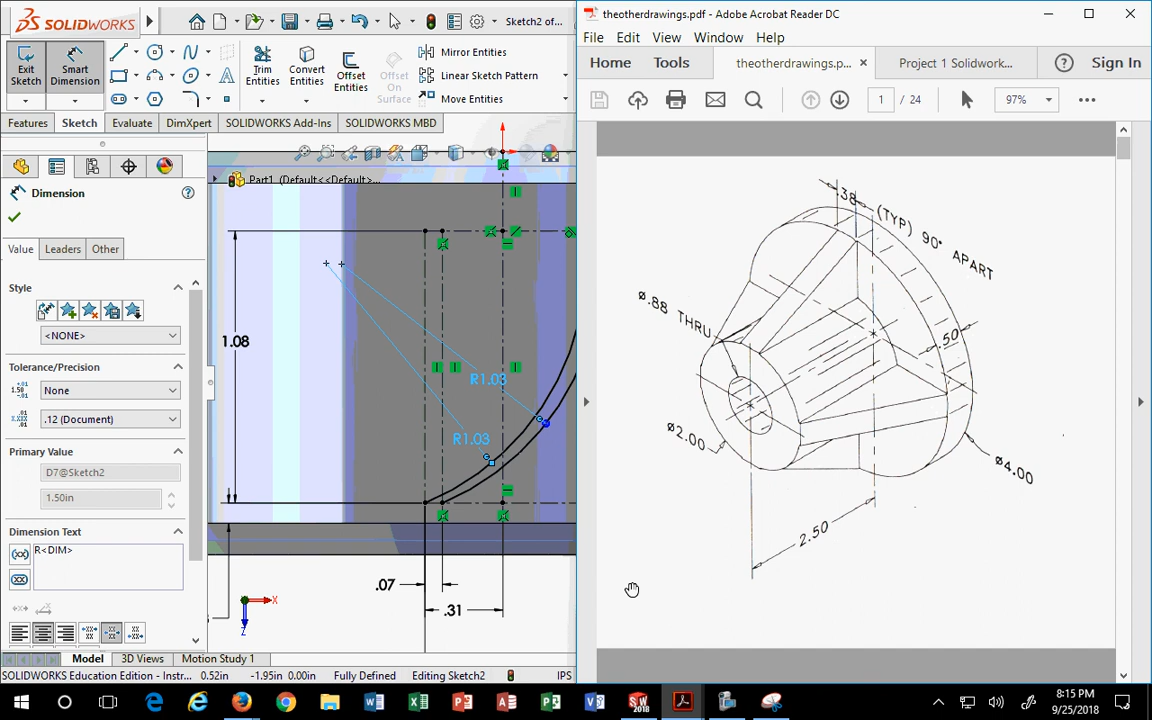 SOLIDWORKS
Sketch2 of...
Exit Sketch
Smart Dimension
Trim Entities
Convert Entities
Offset Entities
Offset On Surface
Mirror Entities
Linear Sketch Pattern
Move Entities
Features
Sketch
Evaluate
DimXpert
SOLIDWORKS Add-Ins
SOLIDWORKS MBD
Dimension
Value
Leaders
Other
Style
<NONE>
Tolerance/Precision
None
.12 (Document)
Primary Value
D7@Sketch2
1.50in
Dimension Text
R<DIM>
Part1 (Default<<Default>...
1.08
R1.03
R1.03
.07
.31
X
Z
Model
3D Views
Motion Study 1
SOLIDWORKS Education Edition - Instr...
0.52in
-1.95in 0.00in
Fully Defined
Editing Sketch2
IPS
theotherdrawings.pdf - Adobe Acrobat Reader DC
File
Edit
View
Window
Help
Home
Tools
theotherdrawings.p...
Project 1 Solidwork...
Sign In
1 / 24
97%
.38 (TYP) 90° APART
ø.88 THRU
.50
ø2.00
ø4.00
2.50
8:15 PM
9/25/2018